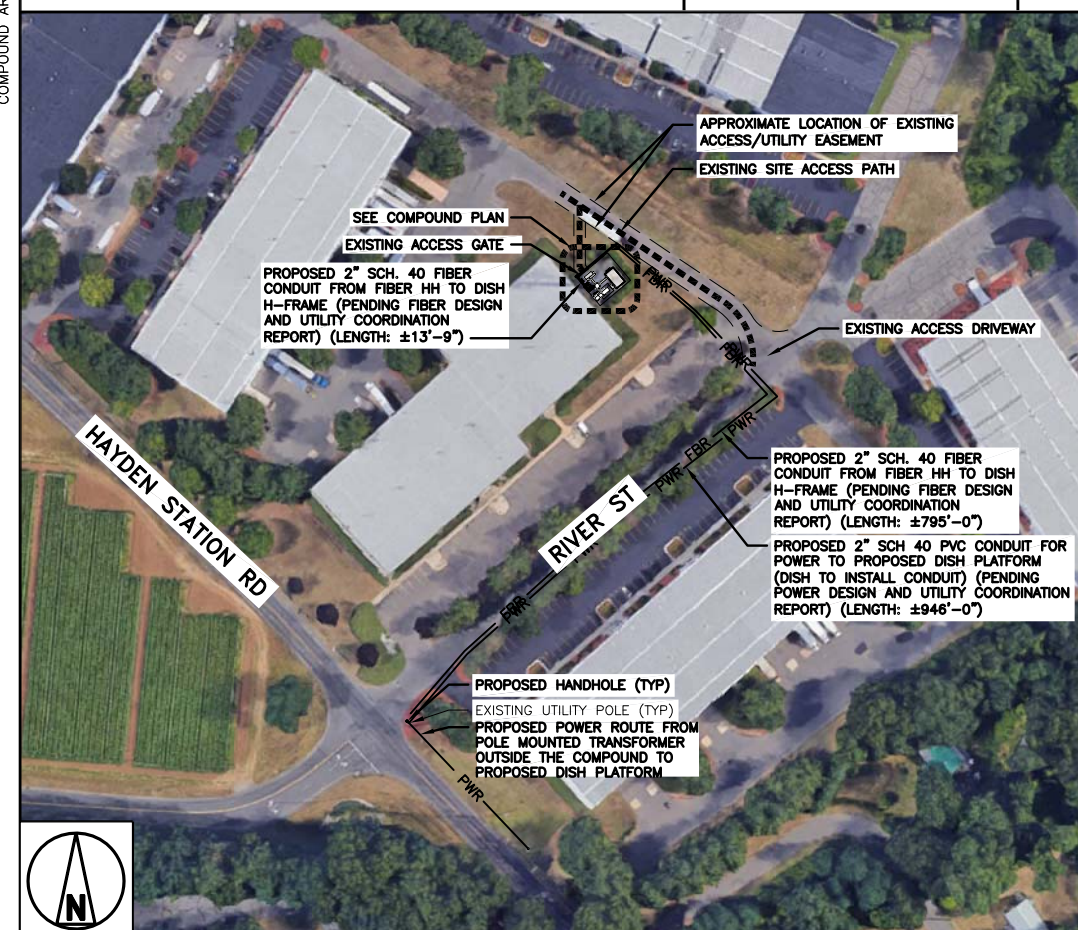 COMPOUND AR
APPROXIMATE LOCATION OF EXISTING
ACCESS/UTILITY EASEMENT
EXISTING SITE ACCESS PATH
SEE COMPOUND PLAN
EXISTING ACCESS GATE
PROPOSED 2" SCH. 40 FIBER
CONDUIT FROM FIBER HH TO DISH
H-FRAME (PENDING FIBER DESIGN
AND UTILITY COORDINATION
REPORT) (LENGTH: ±13'-9")
PWR
FBR
EXISTING ACCESS DRIVEWAY
PWR
FBR
PWR
FBR
PWR
HAYDEN STATION RD
RIVER ST
PROPOSED 2" SCH. 40 FIBER
CONDUIT FROM FIBER HH TO DISH
H-FRAME (PENDING FIBER DESIGN
AND UTILITY COORDINATION
REPORT) (LENGTH: ±795'-0")
PROPOSED 2" SCH 40 PVC CONDUIT FOR
POWER TO PROPOSED DISH PLATFORM
(DISH TO INSTALL CONDUIT) (PENDING
POWER DESIGN AND UTILITY COORDINATION
REPORT) (LENGTH: ±946'-0")
FBR
PWR
PROPOSED HANDHOLE (TYP)
EXISTING UTILITY POLE (TYP)
PROPOSED POWER ROUTE FROM
POLE MOUNTED TRANSFORMER
OUTSIDE THE COMPOUND TO
PROPOSED DISH PLATFORM
PWR
N